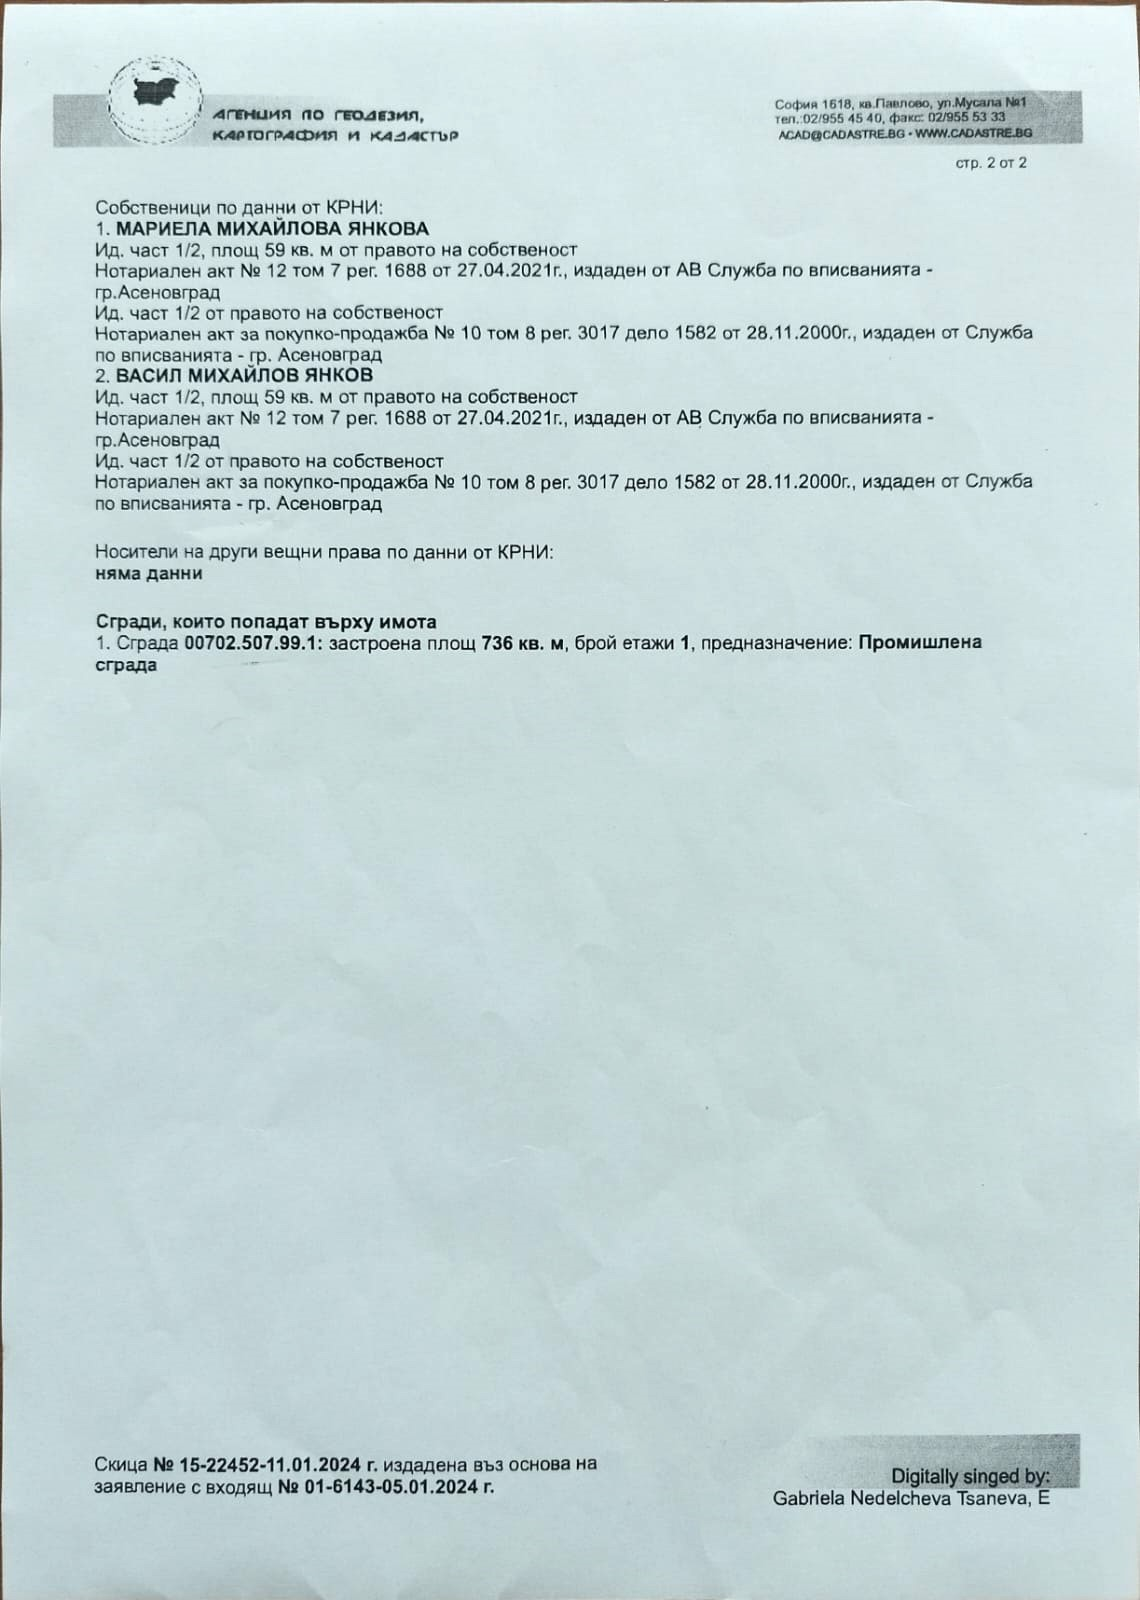 АГЕНЦИЯ ПО ГЕОДЕЗИЯ,
КАРТОГРАФИЯ И КАДАСТЪР
София 1618, кв.Павлово, ул.Мусала №1
тел.:02/955 45 40, факс: 02/955 53 33
ACAD@CADASTRE.BG • WWW.CADASTRE.BG
стр. 2 от 2
Собственици по данни от КРНИ:
1. МАРИЕЛА МИХАЙЛОВА ЯНКОВА
Ид. част 1/2, площ 59 кв. м от правото на собственост
Нотариален акт № 12 том 7 рег. 1688 от 27.04.2021г., издаден от АВ Служба по вписванията -
гр.Асеновград
Ид. част 1/2 от правото на собственост
Нотариален акт за покупко-продажба № 10 том 8 рег. 3017 дело 1582 от 28.11.2000г., издаден от Служба
по вписванията - гр. Асеновград
2. ВАСИЛ МИХАЙЛОВ ЯНКОВ
Ид. част 1/2, площ 59 кв. м от правото на собственост
Нотариален акт № 12 том 7 рег. 1688 от 27.04.2021г., издаден от АВ Служба по вписванията -
гр.Асеновград
Ид. част 1/2 от правото на собственост
Нотариален акт за покупко-продажба № 10 том 8 рег. 3017 дело 1582 от 28.11.2000г., издаден от Служба
по вписванията - гр. Асеновград
Носители на други вещни права по данни от КРНИ:
няма данни
Сгради, които попадат върху имота
1. Сграда 00702.507.99.1: застроена площ 736 кв. м, брой етажи 1, предназначение: Промишлена
сграда
Скица № 15-22452-11.01.2024 г. издадена въз основа на
заявление с входящ № 01-6143-05.01.2024 г.
Digitally singed by:
Gabriela Nedelcheva Tsaneva, E